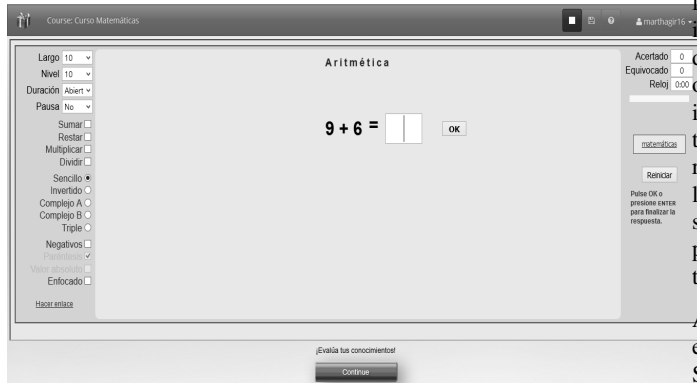 Course: Curso Matemáticas
marthagir16
Largo 10
Nivel 10
Duración Abiert
Pausa No
Sumar
Restar
Multiplicar
Dividir
Sencillo
Invertido
Complejo A
Complejo B
Triple
Negativos
Paréntesis
Valor absoluto
Enfocado
Hacer enlace
Aritmética
9 + 6 =
OK
Acertado 0
Equivocado 0
Reloj 0:00
matemáticas
Reiniciar
Pulse OK o
presione ENTER
para finalizar la
respuesta.
¡Evalúa tus conocimientos!
Continue